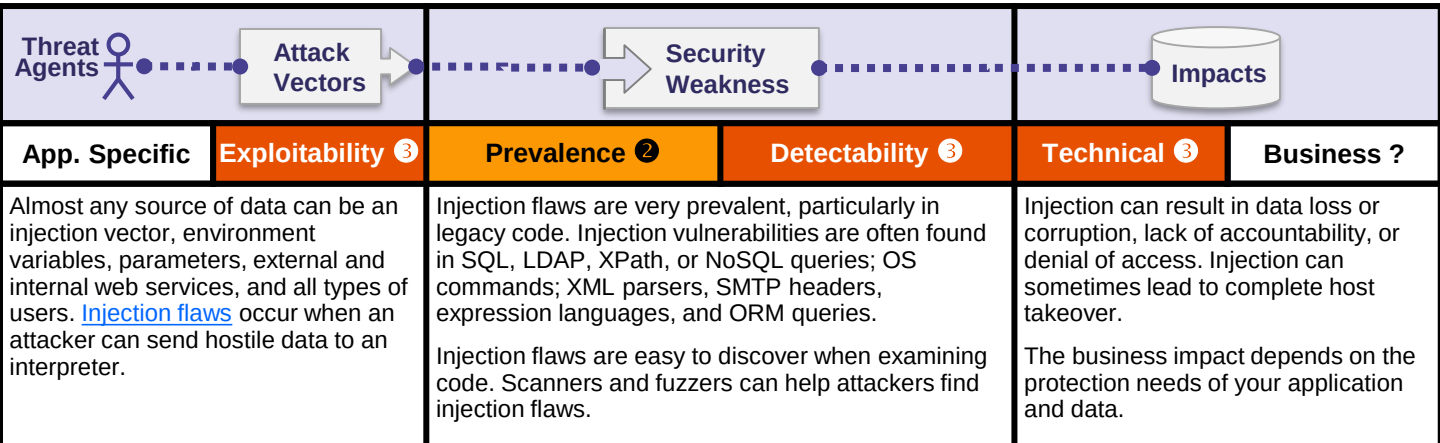 Threat
Agents
Attack
Vectors
Security
Weakness
Impacts
App. Specific
Exploitability ❸
Prevalence ❷
Detectability ❸
Technical ❸
Business ?
Almost any source of data can be an
injection vector, environment
variables, parameters, external and
internal web services, and all types of
users. Injection flaws occur when an
attacker can send hostile data to an
interpreter.
Injection flaws are very prevalent, particularly in
legacy code. Injection vulnerabilities are often found
in SQL, LDAP, XPath, or NoSQL queries; OS
commands; XML parsers, SMTP headers,
expression languages, and ORM queries.
Injection flaws are easy to discover when examining
code. Scanners and fuzzers can help attackers find
injection flaws.
Injection can result in data loss or
corruption, lack of accountability, or
denial of access. Injection can
sometimes lead to complete host
takeover.
The business impact depends on the
protection needs of your application
and data.